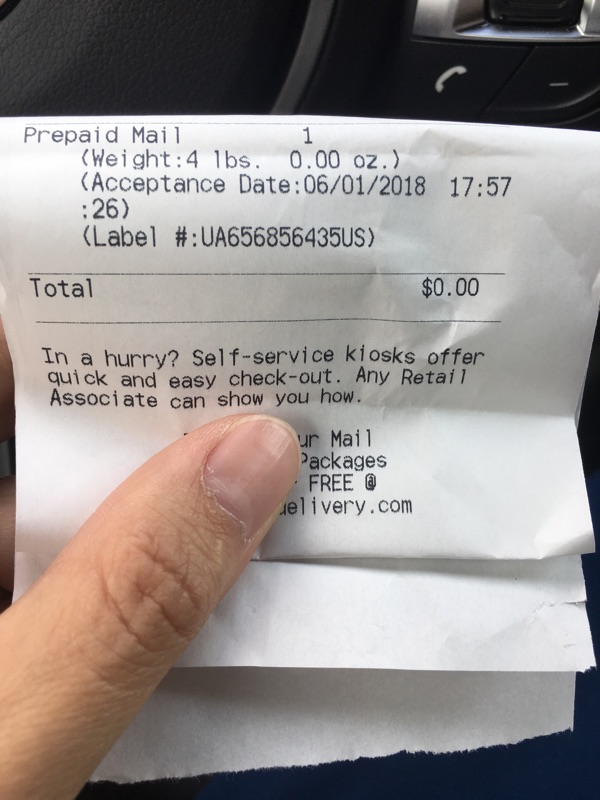 Prepaid Mail 1
(Weight:4 lbs. 0.00 oz.)
(Acceptance Date:06/01/2018 17:57
:26)
(Label #:UA656856435US)
Total $0.00
In a hurry? Self-service kiosks offer
quick and easy check-out. Any Retail
Associate can show you how.
ur Mail
Packages
FREE @
delivery.com